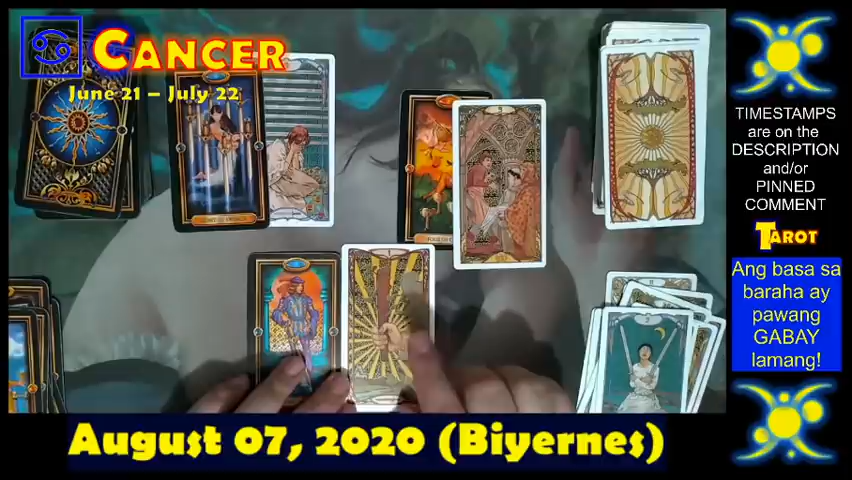 CANCER
June 21 – July 22
TIMESTAMPS
are on the
DESCRIPTION
and/or
PINNED
COMMENT
TAROT
Ang basa sa
baraha ay
pawang
GABAY
lamang!
August 07, 2020 (Biyernes)